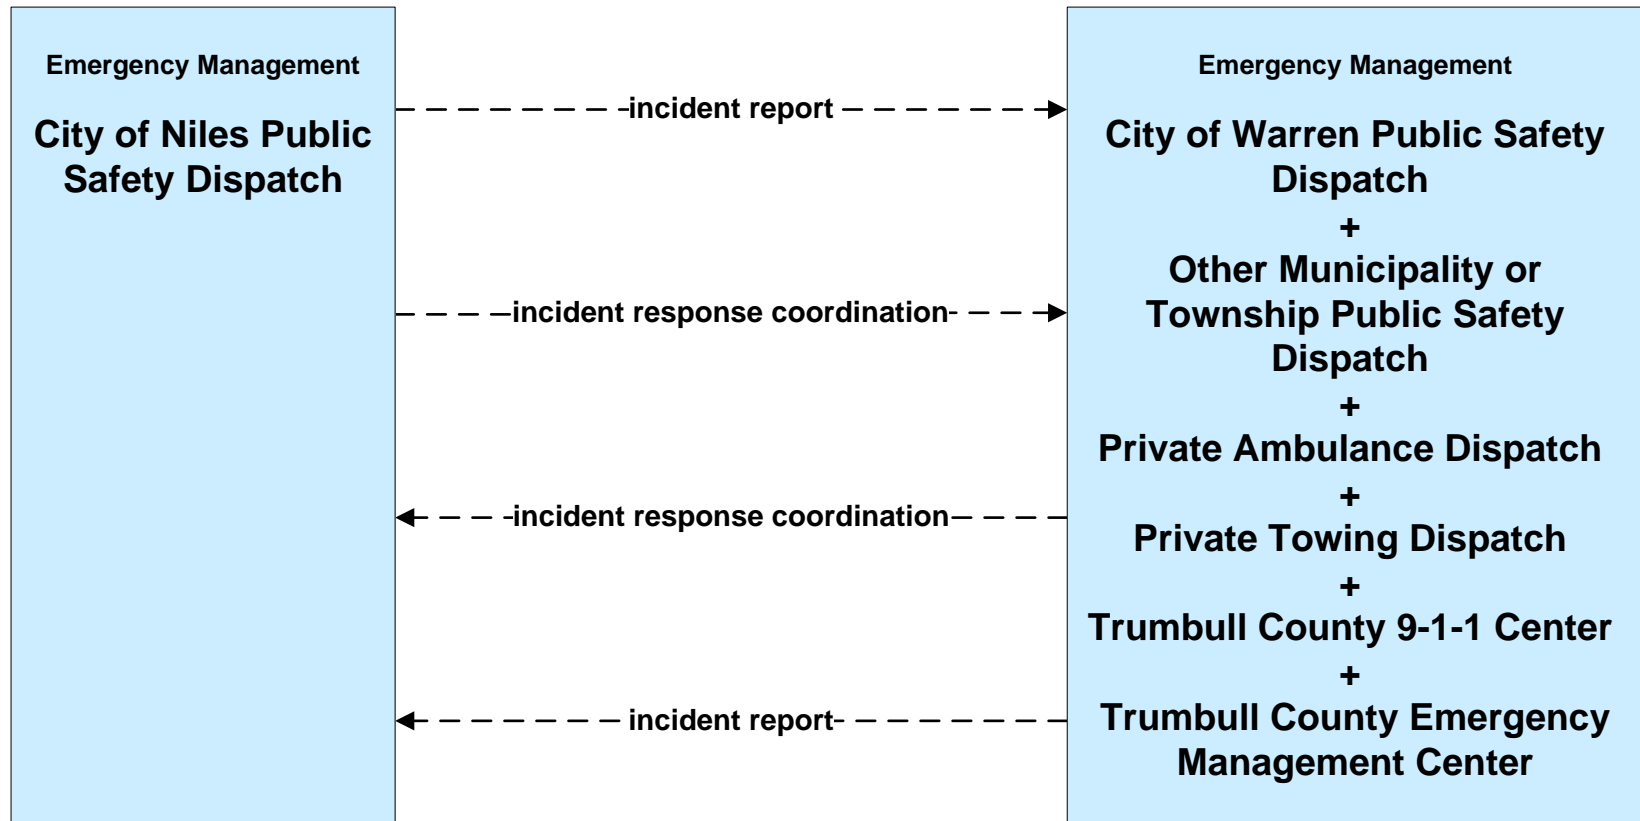 Emergency Management
City of Niles Public
Safety Dispatch
incident report
incident response coordination
incident response coordination
incident report
Emergency Management
City of Warren Public Safety
Dispatch
+
Other Municipality or
Township Public Safety
Dispatch
+
Private Ambulance Dispatch
+
Private Towing Dispatch
+
Trumbull County 9-1-1 Center
+
Trumbull County Emergency
Management Center